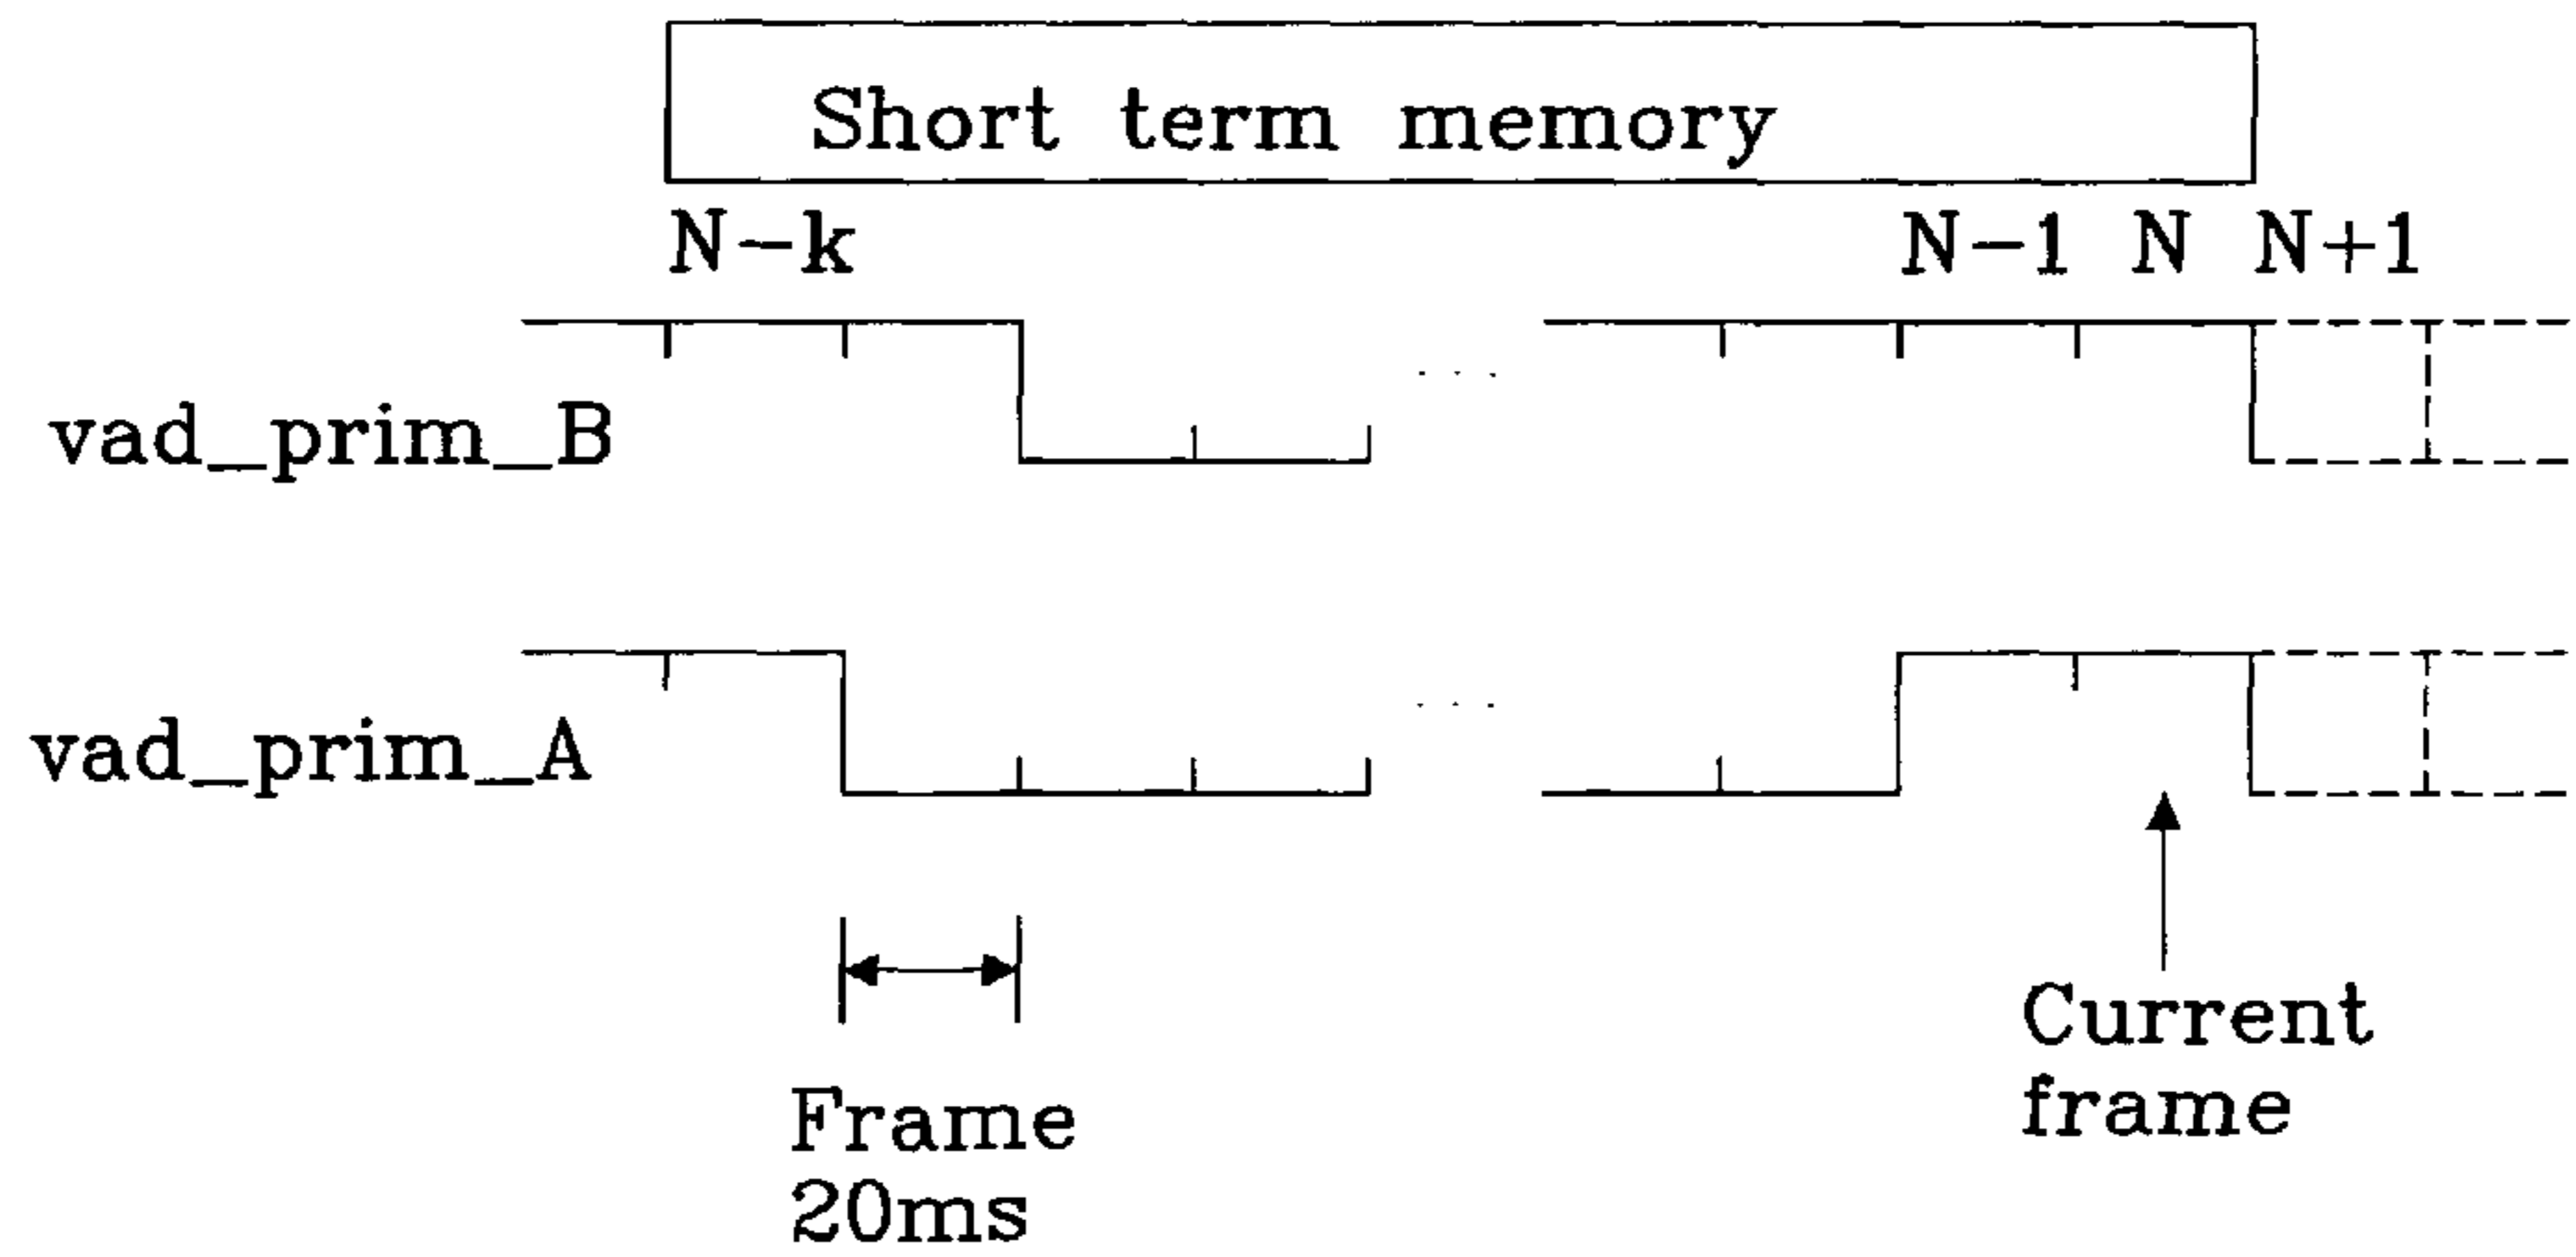 Short term memory
N-k N-1 N N+1
vad_prim_B
...
vad_prim_A
...
Frame
20ms
Current
frame